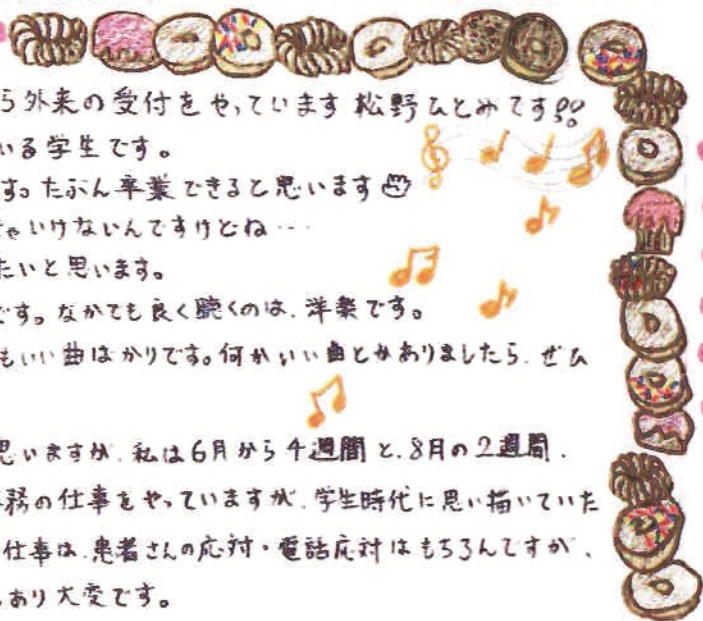 ら外来の受付をやっています松野ひとみです!!
いる学生です。
す。たぶん卒業できると思います
ゃいけないんですけどね…
たいと思います。
です。なかでも良く聴くのは、洋楽です。
もいい曲ばかりです。何かいい曲とかありましたら、ぜひ
思いますが、私は6月から4週間と、8月の2週間、
務の仕事をやっていますが、学生時代に思い描いていた
仕事は、患者さんの応対・電話応対はもちろんですが、
あり大変です。